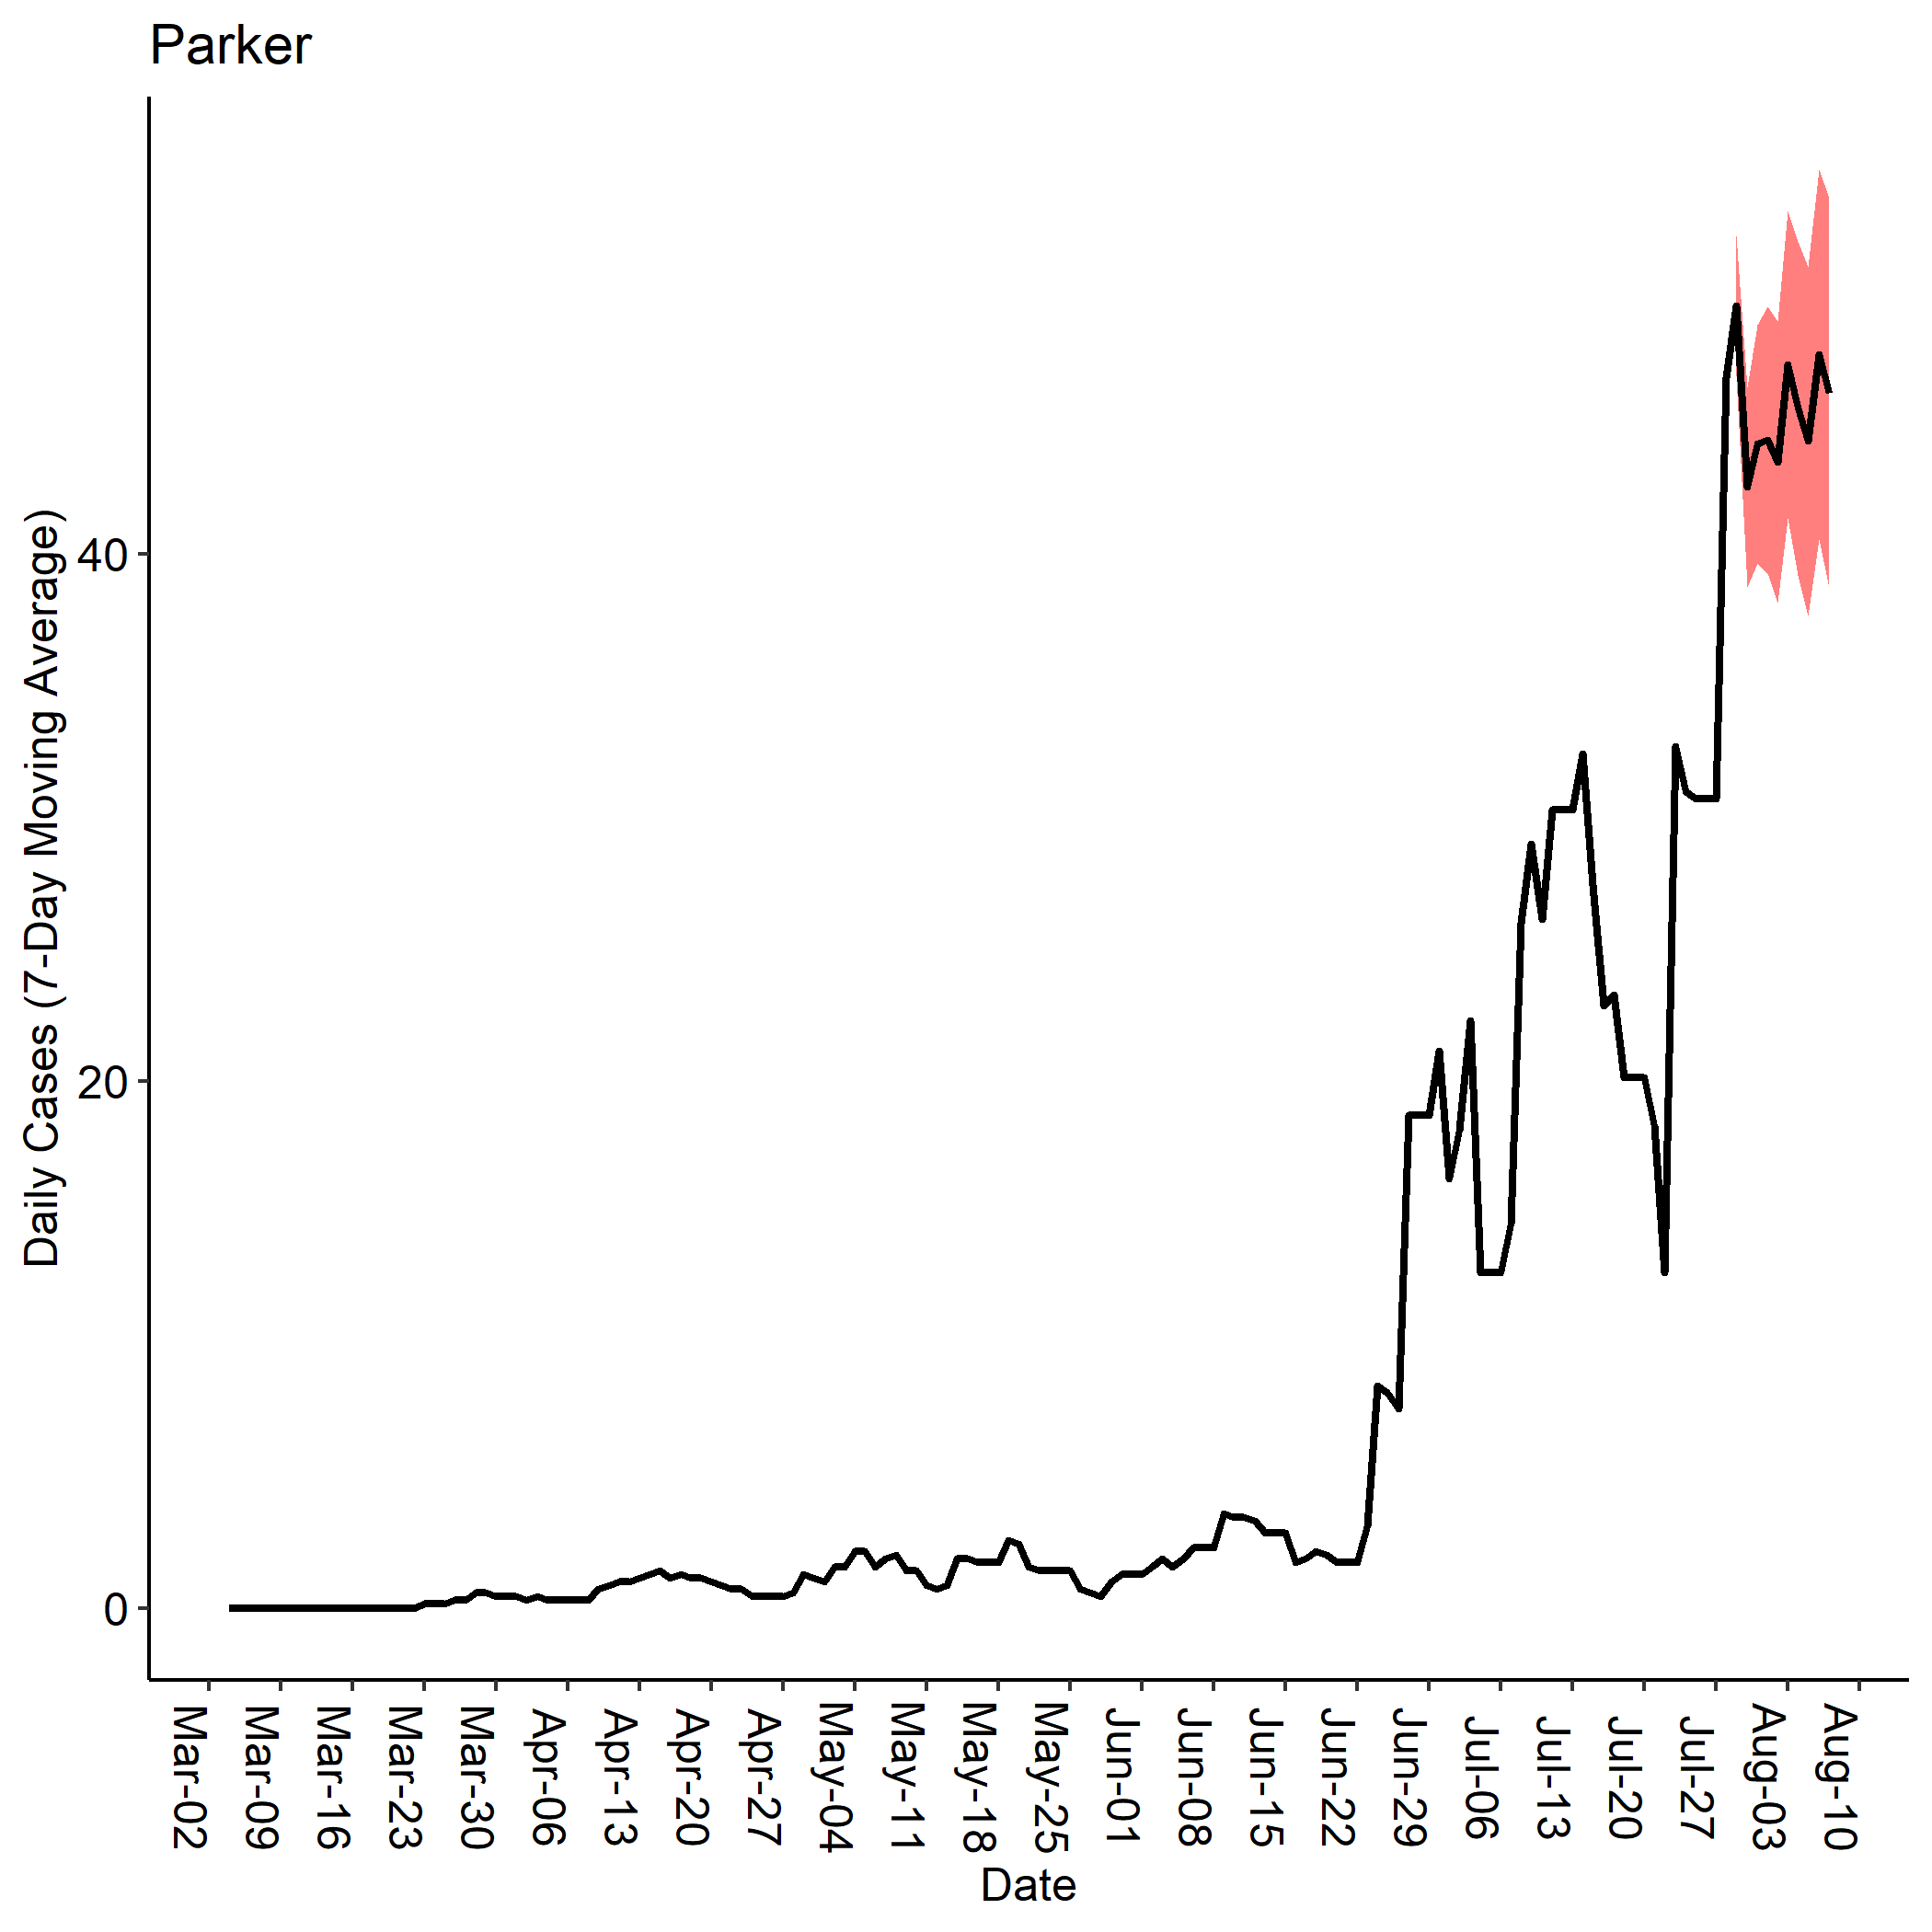 Parker
Daily Cases (7-Day Moving Average)
40
20
0
Mar-02
Mar-09
Mar-16
Mar-23
Mar-30
Apr-06
Apr-13
Apr-20
Apr-27
May-04
May-11
May-18
May-25
Jun-01
Jun-08
Jun-15
Jun-22
Jun-29
Jul-06
Jul-13
Jul-20
Jul-27
Aug-03
Aug-10
Date